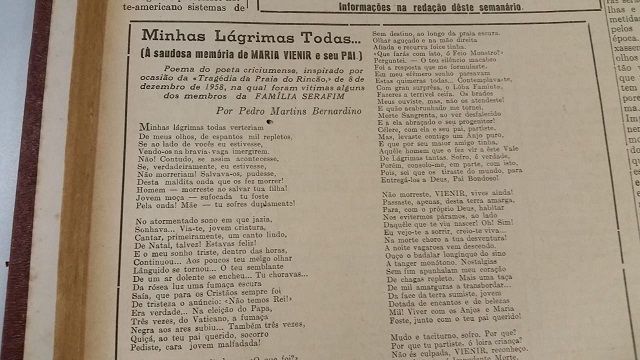 te-americano sistemas de
Informações na redação dêste semanário.
Minhas Lágrimas Todas...
(À saudosa memória de MARIA VIENIR e seu PAI.)
Poema do poeta criciumense, inspirado por
ocasião da «Tragédia da Praia do Rincão,» de 8 de
dezembro de 1958, na qual foram vítimas alguns
dos membros da FAMÍLIA SERAFIM
Por Pedro Martins Bernardino
Minhas lágrimas todas verteriam
De meus olhos, de espantos mil repletos,
Se ao lado de vocês eu estivesse,
Vendo-os na bravia vaga imergirem.
Não! Contudo, se assim acontecesse,
Se, verdadeiramente, eu estivesse,
Não morreriam! Salvava-os, pudesse,
Desta maldita onda que os fez morrer!
Homem — morreste ao salvar tua filha!
Jovem moça — sufocada tu foste
Pela onda! Mãe — tu sofres duplamente!
No atormentado sono em que jazia,
Sonhava... Via-te, jovem criatura,
Cantar, primeiramente, um canto lindo,
De Natal, talvez! Estavas feliz!
E o meu sonho triste, dentro das horas,
Continuou... Aos poucos teu meigo olhar
Lânguido se tornou... O teu semblante
De um ar dolente se encheu... Tu choravas...
Da rósea luz uma fumaça escura
Saía, que para os Cristãos sempre foi
De tristeza o anúncio: «Não temos Rei!»
Era verdade... Na eleição do Papa,
Três vezes, do Vaticano, a fumaça
Negra aos ares subiu... Também três vezes,
Quiçá, ao teu pai querido, socorro
Pediste, cara jovem malfadada!
Sem destino, ao longo da praia escura.
Olhar aguçado e na mão direita
Afiada e recurva foice tinha.
«Que farás com isto, ó Feio Monstro?»
Perguntei. — O teu silêncio macabro
Foi a resposta que me formulaste.
Em meu efêmero sonho passavam
Estas quimeras todas... Contemplava-te,
Com gran surprêsa, o Lôba Faminta,
Fazeres a terrível ceifa. Os brados
Meus ouviste, mas, não os atendeste!
E quão acabrunhado me tornei,
Morte Sangrenta, ao ver desfalecido
E a ela abraçado o seu progenitor!
Célere, com ela e seu pai, partiste.
Mas, levaste contigo um Anjo puro,
E que por seu maior amigo tinha,
Aquêle homem que o fez vir a êste Vale
De Lágrimas tantas. Sofro, é verdade,
Porém, consolo-me, em parte, com isto,
Pois, sei que os tiraste do mundo, para
Entregá-los a Deus, Pai Bondoso!
Não morreste, VIENIR, vives ainda!
Passaste, apenas, desta terra amarga,
Para, com o próprio Deus, habitar
Nos evitermos páramos, ao lado
Daquêle que te viu nascer! Oh! Sim!
Eu vejo-te a sorrir, creio-te viva...
Na morte choro a tua desventura!
A noite vagarosa vem descendo.
Ouço o badalar longínquo do sino
A tanger monótono. Nostalgias
Sem fim apunhalam meu coração
De chagas repleto. Mais uma taça
De mil amarguras a transbordar...
Da face da terra sumiste, jovem
Dotada de encantos e de belezas
Mil! Viver com os Anjos e Maria
Foste, junto com teu pai querido!
Mudo e taciturno, sofro. Por que?
Por que tu partiste, ó loira criança?
Não és culpada, VIENIR, reconheço,